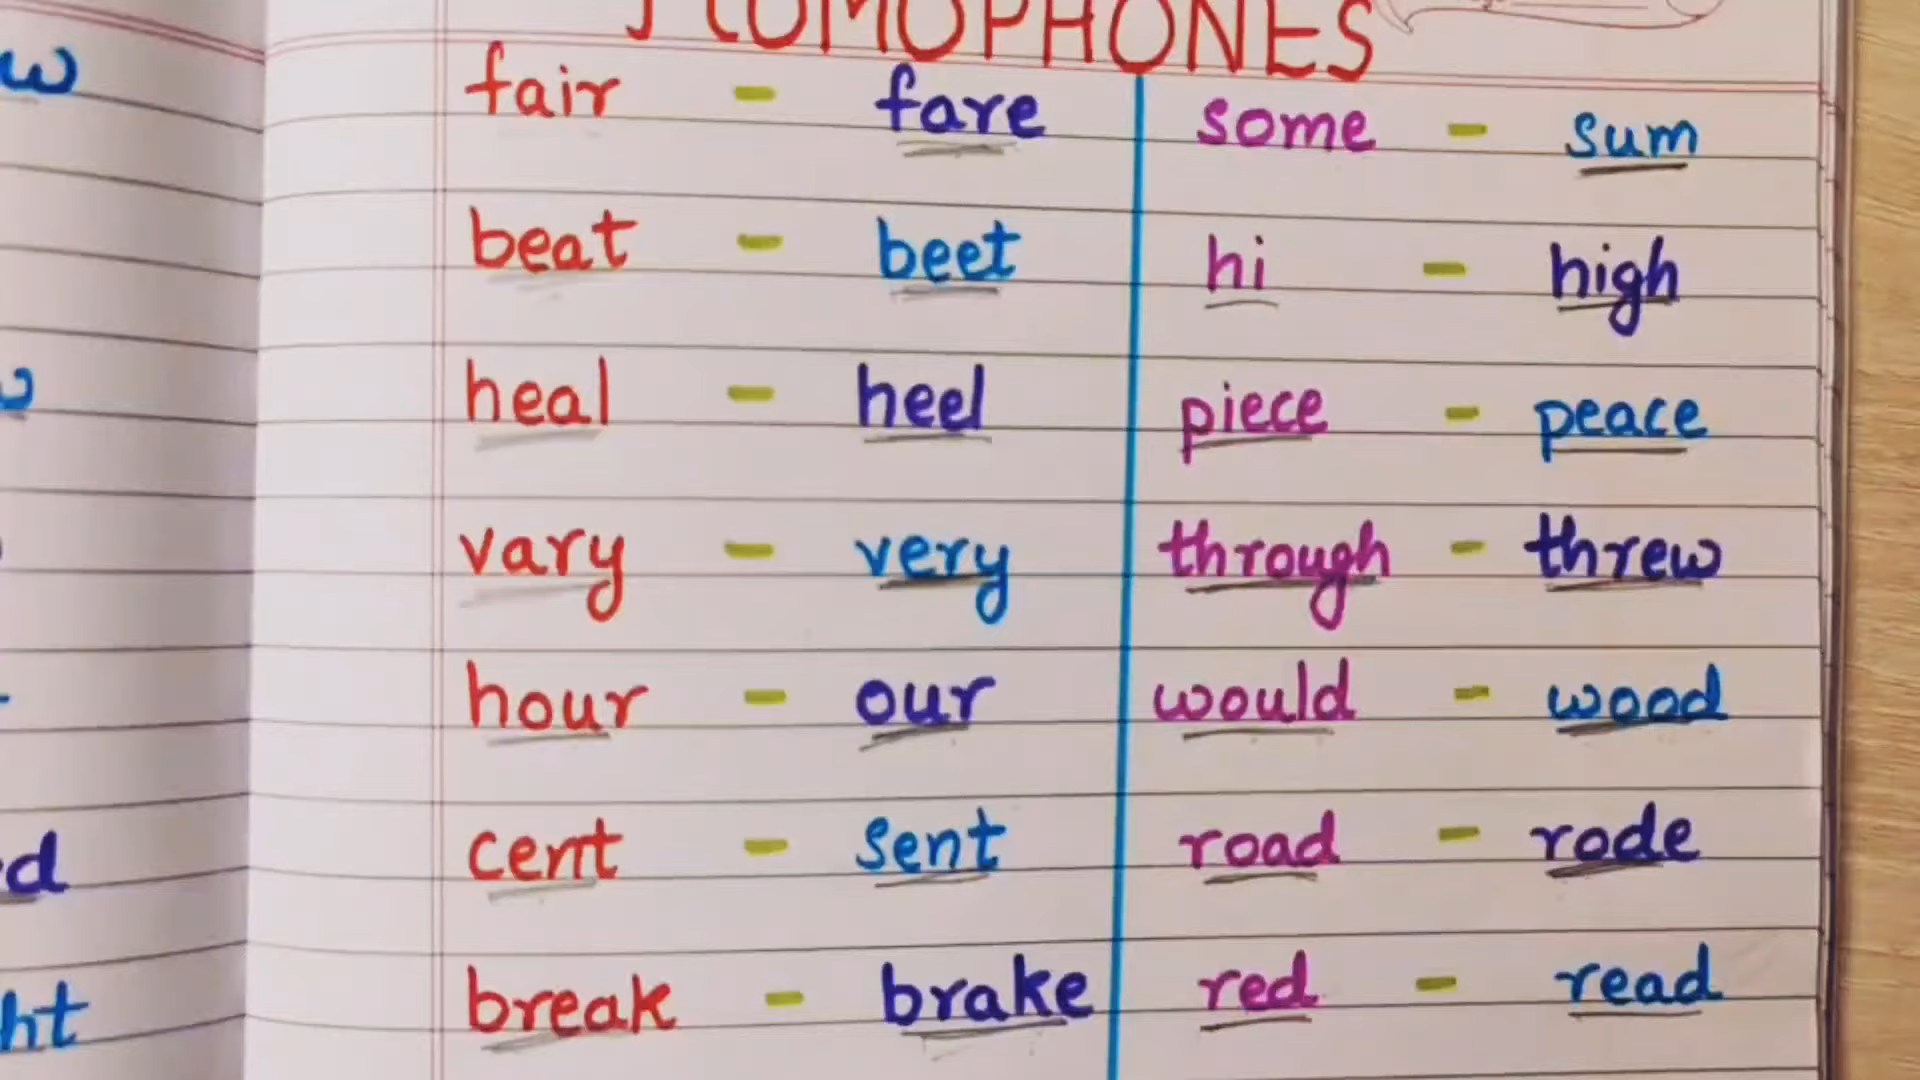 HOMOPHONES
fair - fare
beat - beet
heal - heel
vary - very
hour - our
cent - sent
break - brake
some - sum
hi - high
piece - peace
through - threw
would - wood
road - rode
red - read